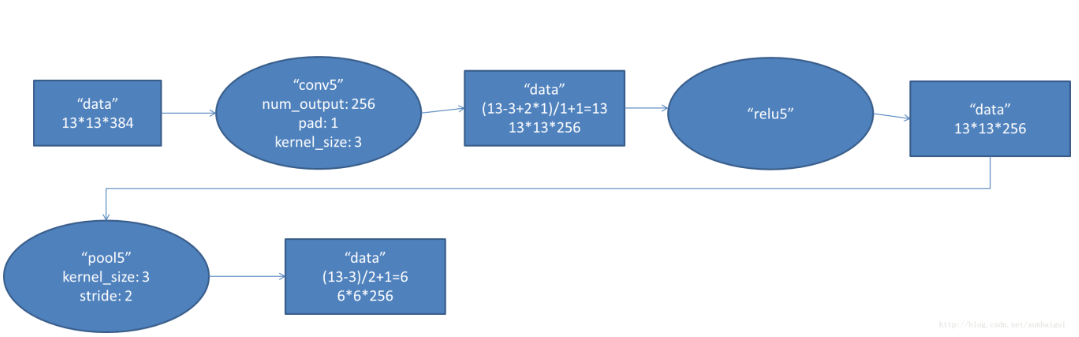 “data”
13*13*384
“conv5”
num_output: 256
pad: 1
kernel_size: 3
“data”
(13-3+2*1)/1+1=13
13*13*256
“relu5”
“data”
13*13*256
“pool5”
kernel_size: 3
stride: 2
“data”
(13-3)/2+1=6
6*6*256